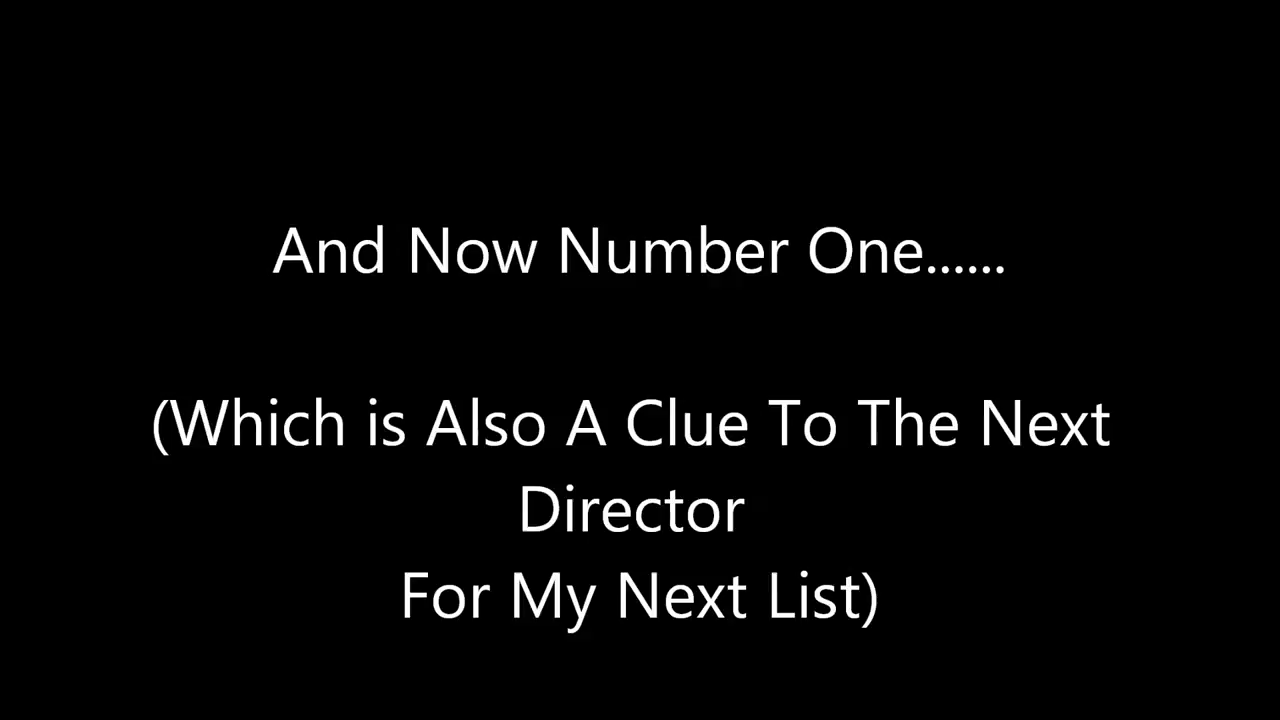 And Now Number One......
(Which is Also A Clue To The Next
Director
For My Next List)